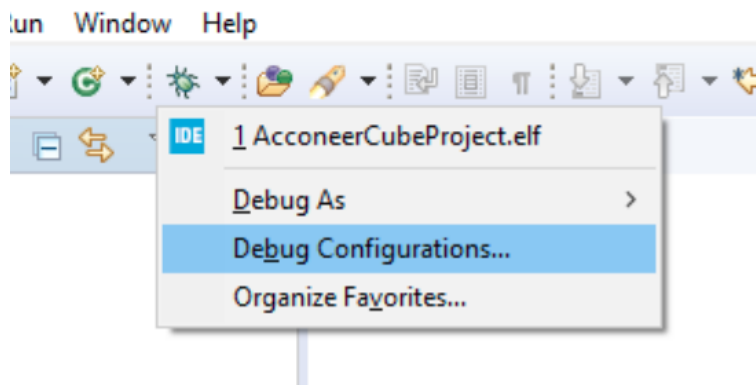 Run Window Help
IDE 1 AcconeerCubeProject.elf
Debug As
Debug Configurations...
Organize Favorites...